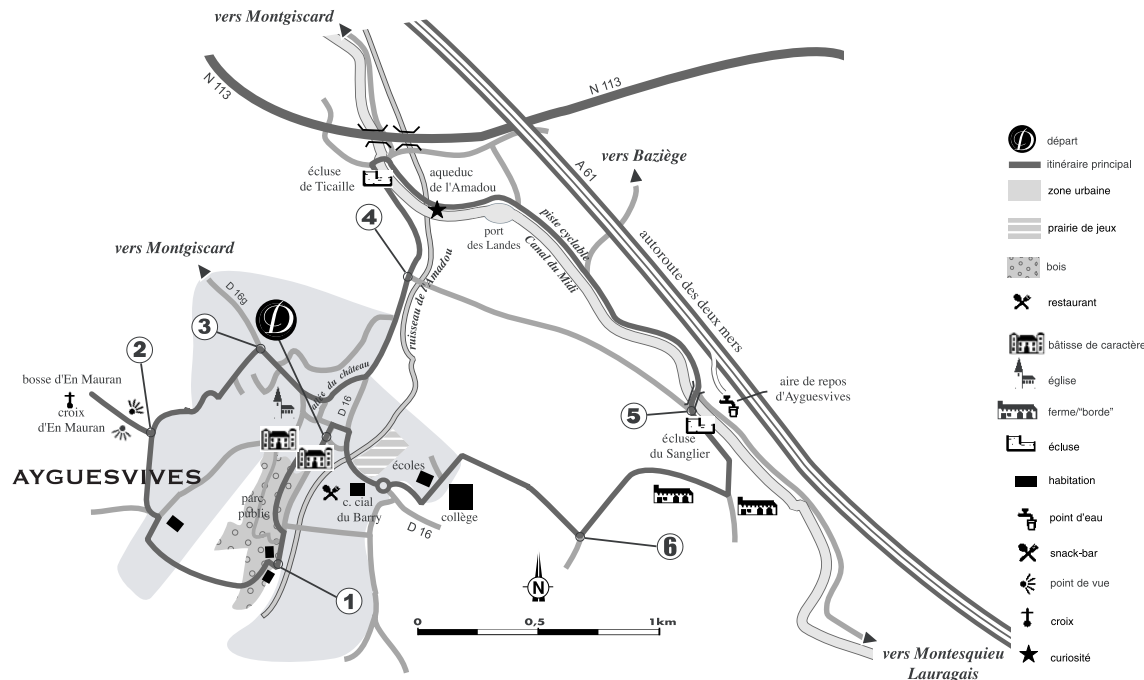 vers Montgiscard
N 113
N 113
vers Baziège
A 61
écluse
de Ticaille
aqueduc
de l'Amadou
4
port
des Landes
piste cyclable
Canal du Midi
autoroute des deux mers
vers Montgiscard
D 16g
D
ruisseau de l'Amadou
3
2
bosse d'En Mauran
croix
d'En Mauran
allée du château
D 16
aire de repos
d'Ayguesvives
5
écluse
du Sanglier
AYGUESVIVES
parc
public
écoles
c. cial
du Barry
collège
D 16
6
1
N
0
0,5
1km
vers Montesquieu
Lauragais
D
départ
itinéraire principal
zone urbaine
prairie de jeux
bois
restaurant
bâtisse de caractère
église
ferme/"borde"
écluse
habitation
point d'eau
snack-bar
point de vue
croix
curiosité